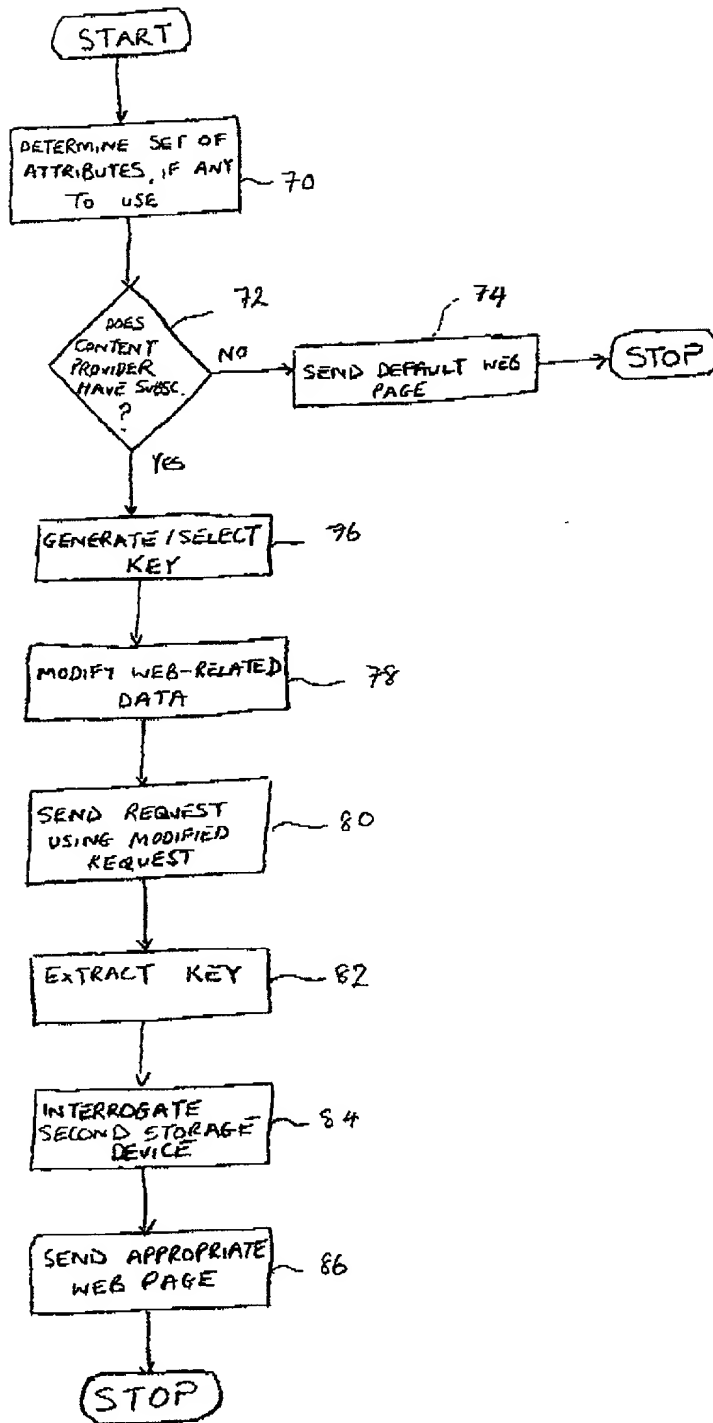 START
DETERMINE SET OF
ATTRIBUTES, IF ANY
TO USE
70
DOES
CONTENT
PROVIDER
HAVE SUBSC.
?
72
NO
74
SEND DEFAULT WEB
PAGE
STOP
YES
GENERATE/SELECT
KEY
76
MODIFY WEB-RELATED
DATA
78
SEND REQUEST
USING MODIFIED
REQUEST
80
EXTRACT KEY
82
INTERROGATE
SECOND STORAGE
DEVICE
84
SEND APPROPRIATE
WEB PAGE
86
STOP